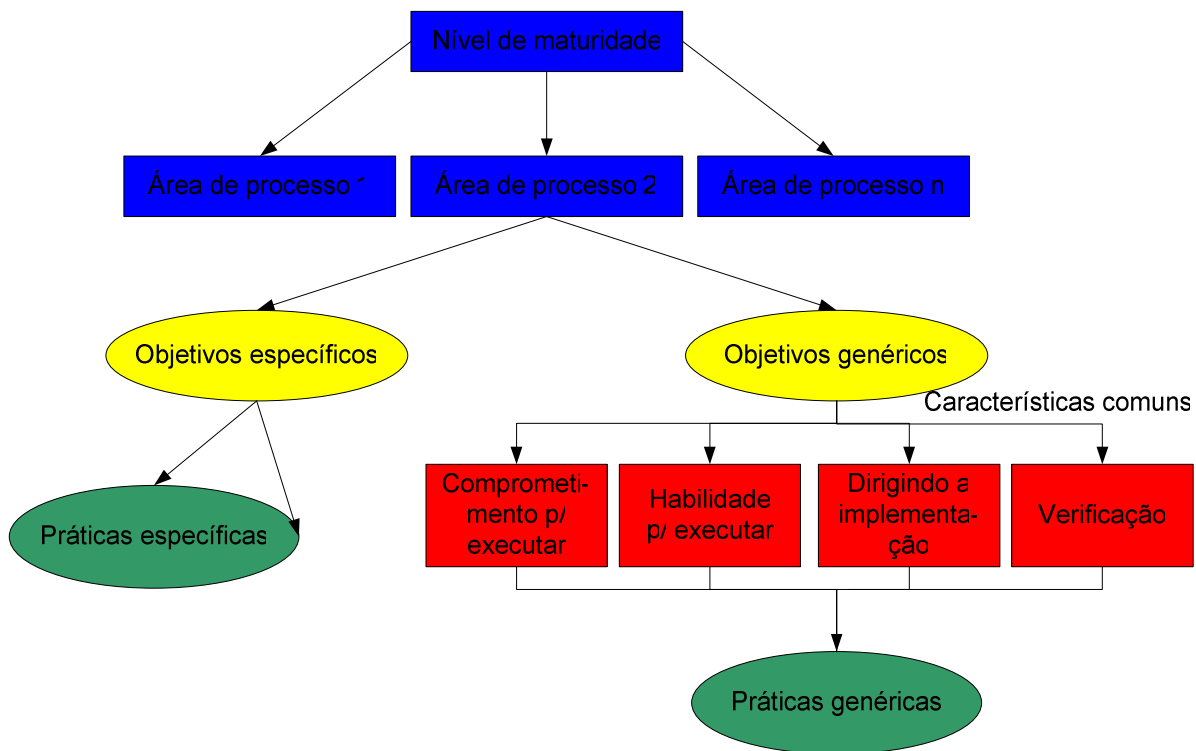 Nível de maturidade
Área de processo 1
Área de processo 2
Área de processo n
Objetivos específicos
Objetivos genéricos
Características comuns
Comprometi-
mento p/
executar
Habilidade
p/ executar
Dirigindo a
implementa-
ção
Verificação
Práticas específicas
Práticas genéricas